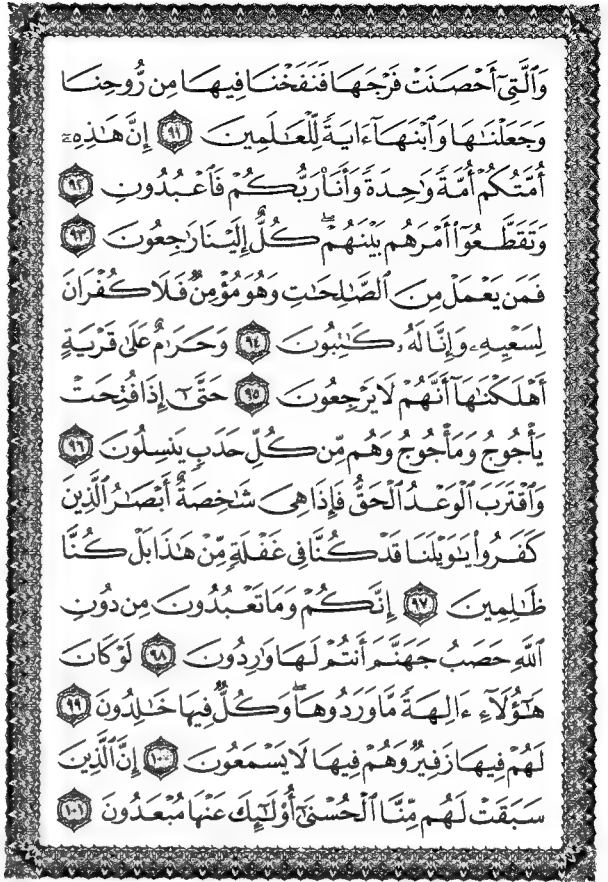 وَٱلَّتِىٓ أَحْصَنَتْ فَرْجَهَا فَنَفَخْنَا فِيهَا مِن رُّوحِنَا
وَجَعَلْنَٰهَا وَٱبْنَهَآ ءَايَةً لِّلْعَٰلَمِينَ ٩١ إِنَّ هَٰذِهِۦٓ
أُمَّتُكُمْ أُمَّةً وَٰحِدَةً وَأَنَا۠ رَبُّكُمْ فَٱعْبُدُونِ ٩٢
وَتَقَطَّعُوٓا۟ أَمْرَهُم بَيْنَهُمْ ۖ كُلٌّ إِلَيْنَا رَٰجِعُونَ ٩٣
فَمَن يَعْمَلْ مِنَ ٱلصَّٰلِحَٰتِ وَهُوَ مُؤْمِنٌ فَلَا كُفْرَانَ
لِسَعْيِهِۦ وَإِنَّا لَهُۥ كَٰتِبُونَ ٩٤ وَحَرَٰمٌ عَلَىٰ قَرْيَةٍ
أَهْلَكْنَٰهَآ أَنَّهُمْ لَا يَرْجِعُونَ ٩٥ حَتَّىٰٓ إِذَا فُتِحَتْ
يَأْجُوجُ وَمَأْجُوجُ وَهُم مِّن كُلِّ حَدَبٍ يَنسِلُونَ ٩٦
وَٱقْتَرَبَ ٱلْوَعْدُ ٱلْحَقُّ فَإِذَا هِىَ شَٰخِصَةٌ أَبْصَٰرُ ٱلَّذِينَ
كَفَرُوا۟ يَٰوَيْلَنَا قَدْ كُنَّا فِى غَفْلَةٍ مِّنْ هَٰذَا بَلْ كُنَّا
ظَٰلِمِينَ ٩٧ إِنَّكُمْ وَمَا تَعْبُدُونَ مِن دُونِ
ٱللَّهِ حَصَبُ جَهَنَّمَ أَنتُمْ لَهَا وَٰرِدُونَ ٩٨ لَوْ كَانَ
هَٰٓؤُلَآءِ ءَالِهَةً مَّا وَرَدُوهَا ۖ وَكُلٌّ فِيهَا خَٰلِدُونَ ٩٩
لَهُمْ فِيهَا زَفِيرٌ وَهُمْ فِيهَا لَا يَسْمَعُونَ ١٠٠ إِنَّ ٱلَّذِينَ
سَبَقَتْ لَهُم مِّنَّا ٱلْحُسْنَىٰٓ أُو۟لَٰٓئِكَ عَنْهَا مُبْعَدُونَ ١٠١